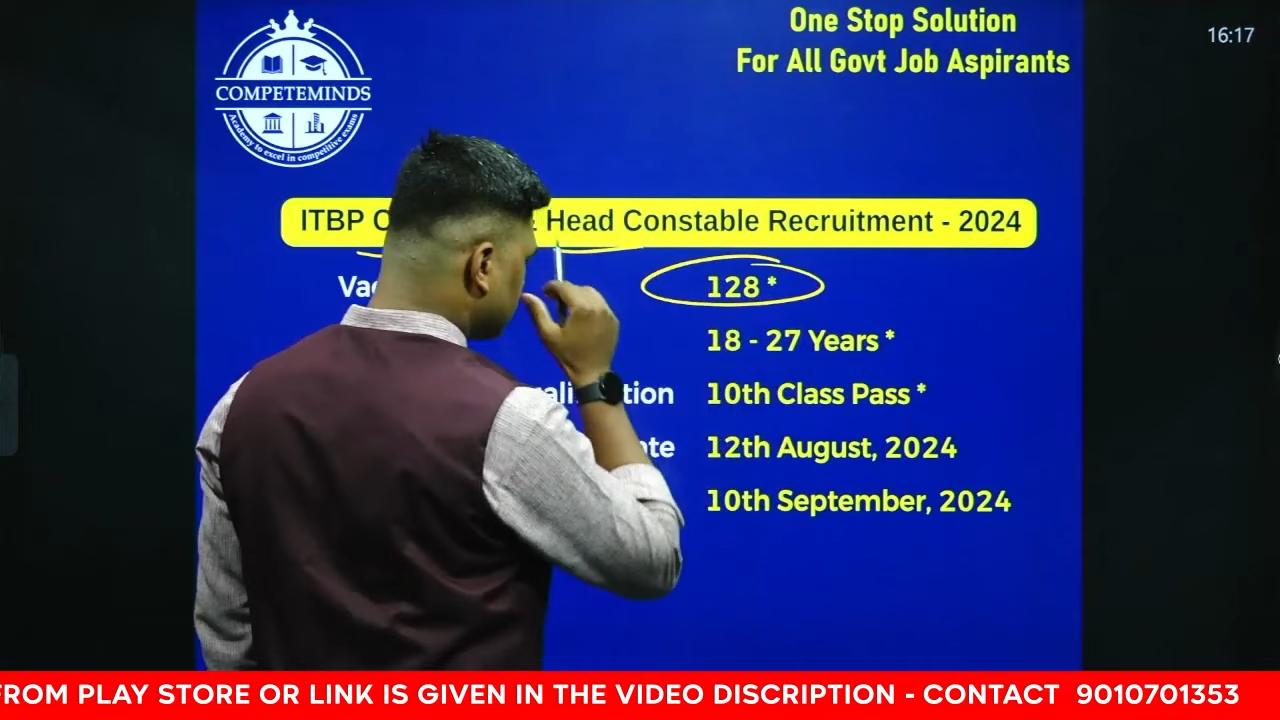 One Stop Solution
For All Govt Job Aspirants
16:17
COMPETEMINDS
Academy to excel in competitive exams
ITBP & Head Constable Recruitment - 2024
128 *
18 - 27 Years *
10th Class Pass *
12th August, 2024
10th September, 2024
FROM PLAY STORE OR LINK IS GIVEN IN THE VIDEO DISCRIPTION - CONTACT 9010701353